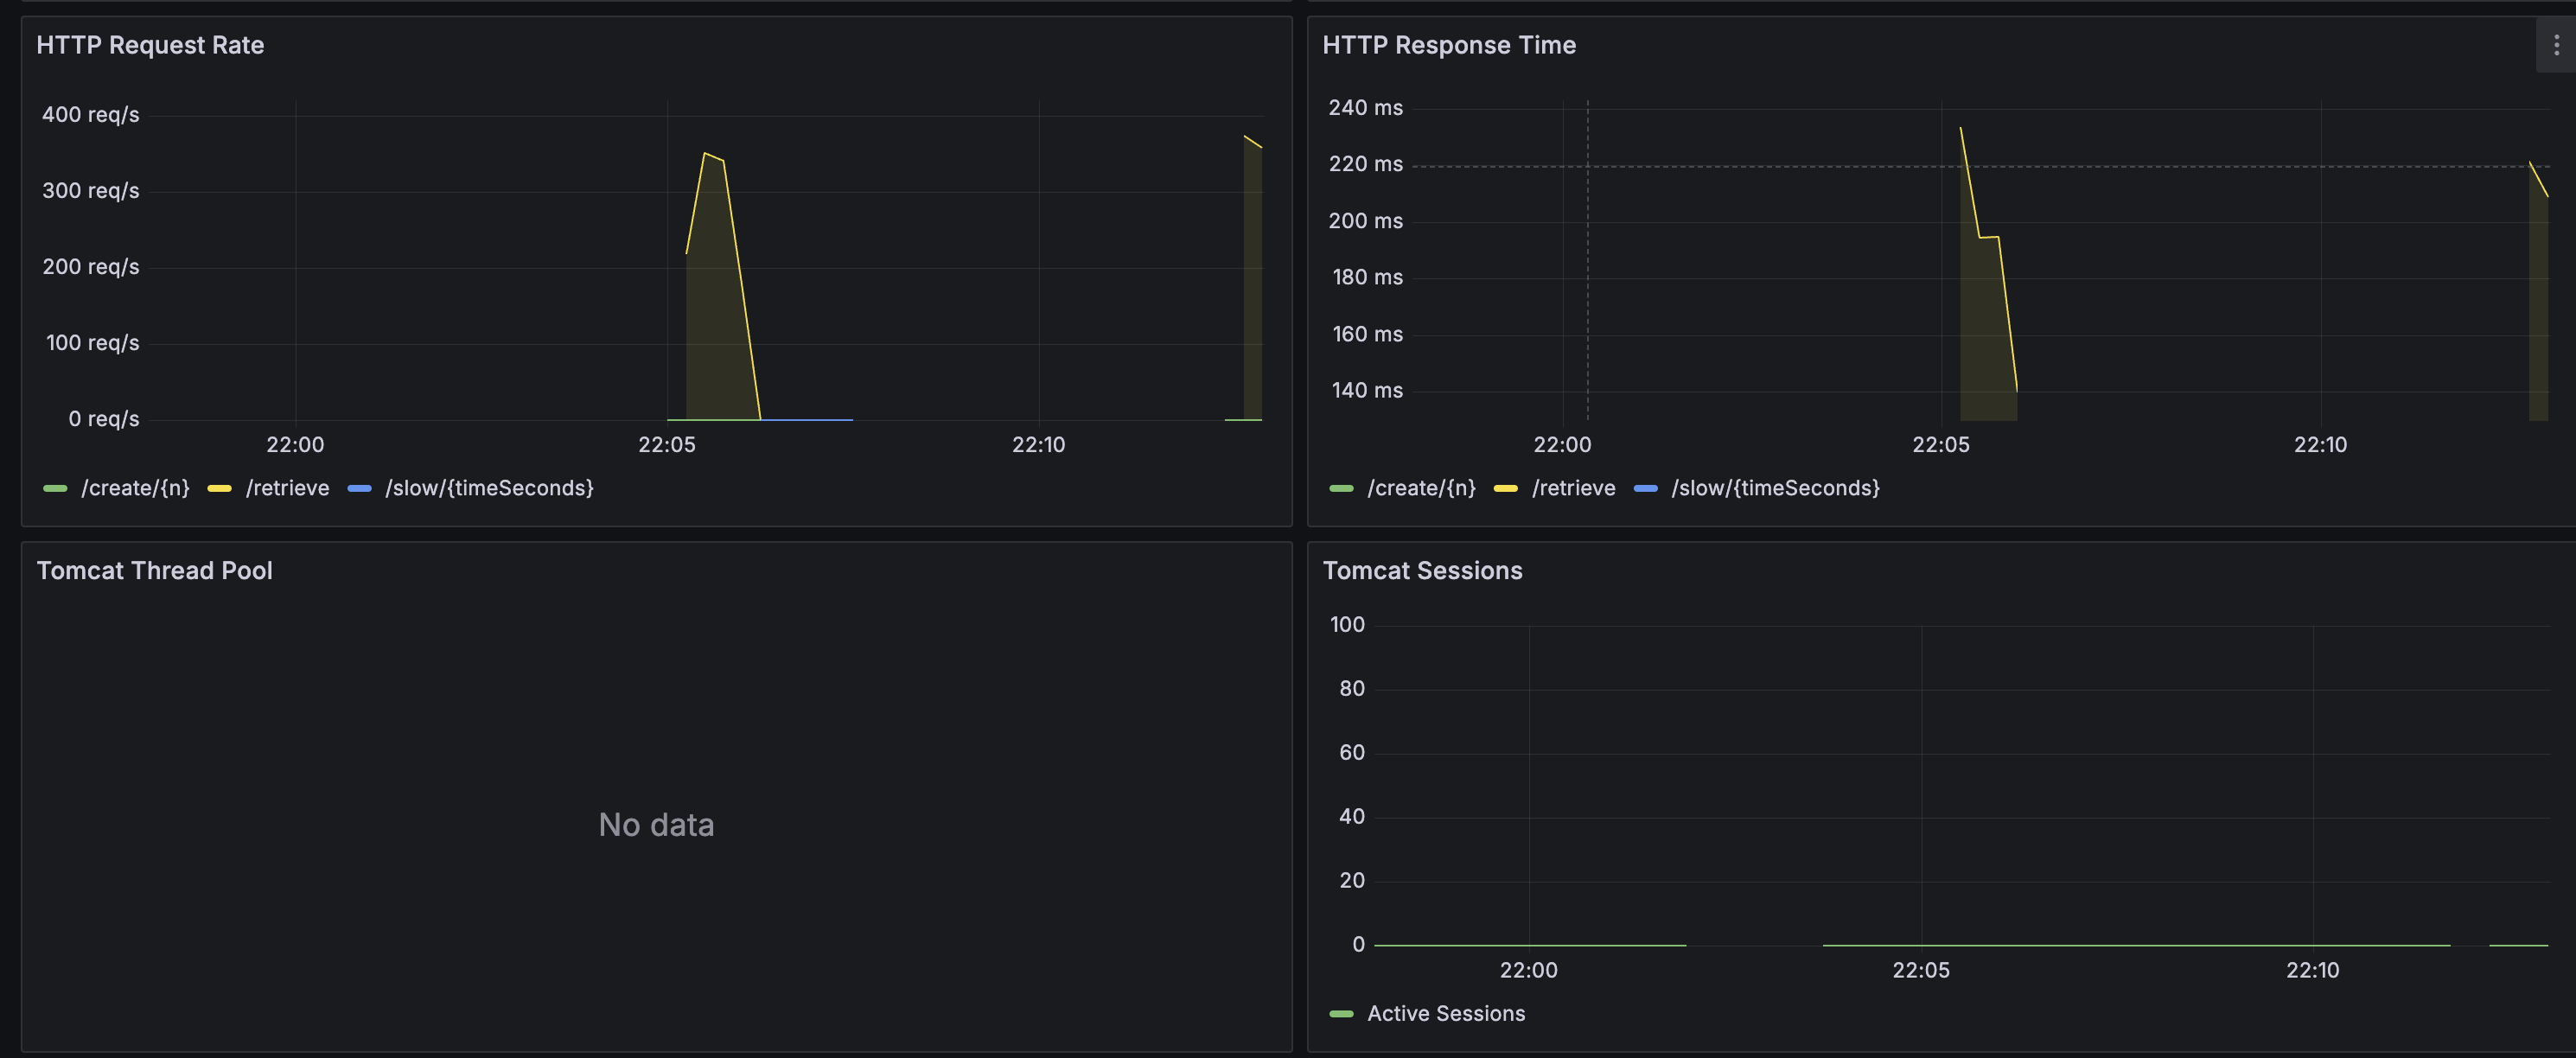 HTTP Request Rate
400 req/s
300 req/s
200 req/s
100 req/s
0 req/s
22:00 22:05 22:10
/create/{n} /retrieve /slow/{timeSeconds}
HTTP Response Time
240 ms
220 ms
200 ms
180 ms
160 ms
140 ms
22:00 22:05 22:10
/create/{n} /retrieve /slow/{timeSeconds}
Tomcat Thread Pool
No data
Tomcat Sessions
100
80
60
40
20
0
22:00 22:05 22:10
Active Sessions